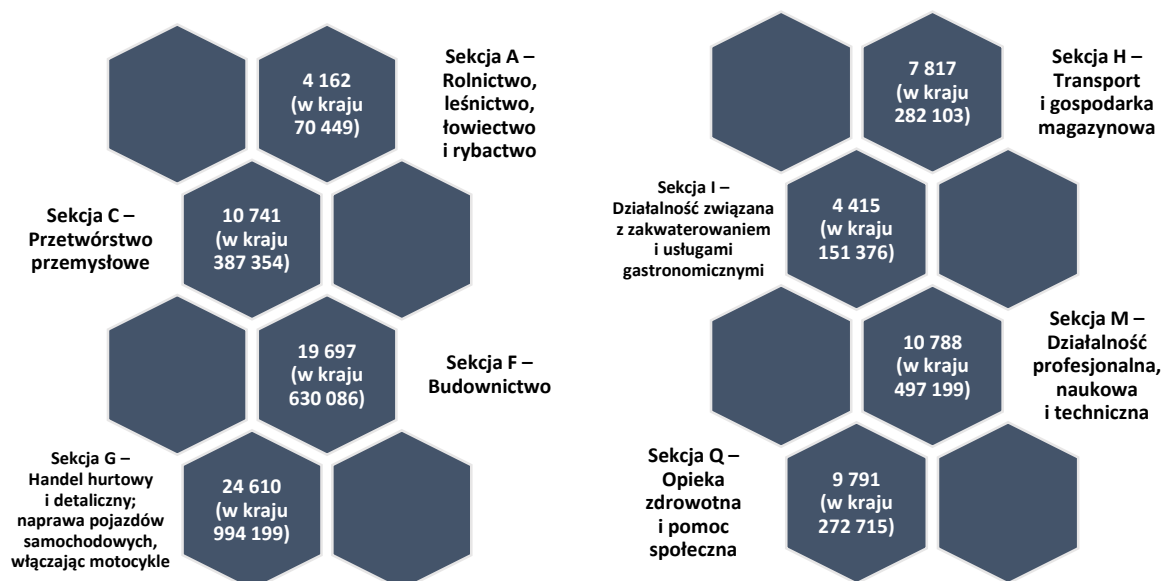 4 162
(w kraju
70 449)
Sekcja A –
Rolnictwo,
leśnictwo,
łowiectwo
i rybactwo
Sekcja C –
Przetwórstwo
przemysłowe
10 741
(w kraju
387 354)
19 697
(w kraju
630 086)
Sekcja F –
Budownictwo
Sekcja G –
Handel hurtowy
i detaliczny;
naprawa pojazdów
samochodowych,
włączając motocykle
24 610
(w kraju
994 199)
7 817
(w kraju
282 103)
Sekcja H –
Transport
i gospodarka
magazynowa
Sekcja I –
Działalność związana
z zakwaterowaniem
i usługami
gastronomicznymi
4 415
(w kraju
151 376)
10 788
(w kraju
497 199)
Sekcja M –
Działalność
profesjonalna,
naukowa
i techniczna
Sekcja Q –
Opieka
zdrowotna
i pomoc
społeczna
9 791
(w kraju
272 715)